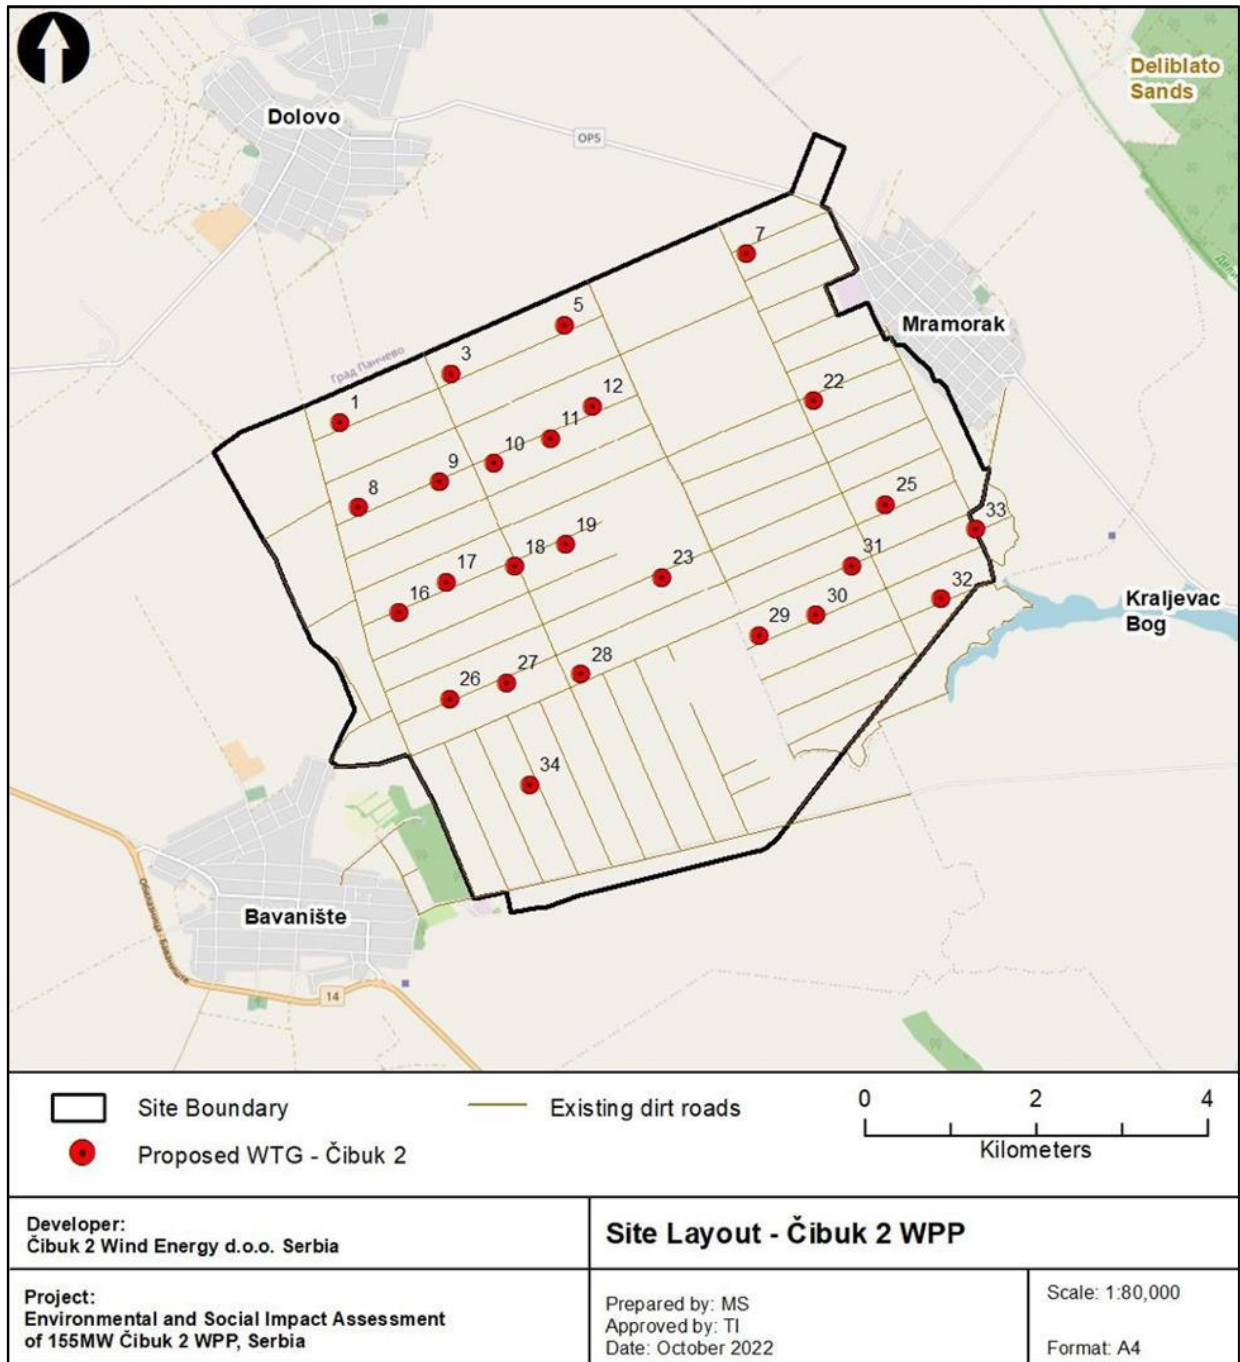 Deliblato
Sands
Dolovo
OP5
7
Mramorak
5
Град Панчево
3
12
22
1
11
10
9
8
25
33
19
18
31
23
17
16
32
Kraljevac
Bog
30
29
28
27
26
34
Bavanište
14
Site Boundary
Existing dirt roads
Proposed WTG - Čibuk 2
0 2 4
Kilometers
Developer:
Čibuk 2 Wind Energy d.o.o. Serbia
Site Layout - Čibuk 2 WPP
Project:
Environmental and Social Impact Assessment
of 155MW Čibuk 2 WPP, Serbia
Prepared by: MS
Approved by: TI
Date: October 2022
Scale: 1:80,000
Format: A4